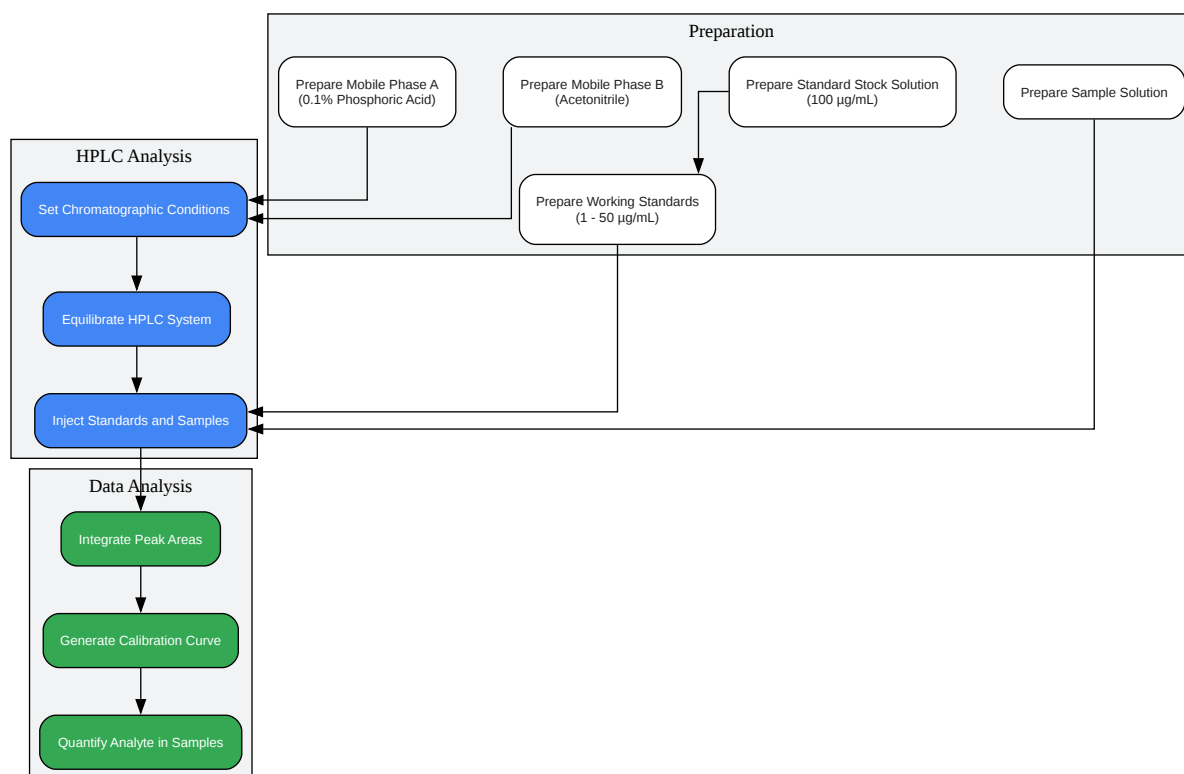 Preparation
Prepare Mobile Phase A
(0.1% Phosphoric Acid)
Prepare Mobile Phase B
(Acetonitrile)
Prepare Standard Stock Solution
(100 µg/mL)
Prepare Sample Solution
Prepare Working Standards
(1 - 50 µg/mL)
HPLC Analysis
Set Chromatographic Conditions
Equilibrate HPLC System
Inject Standards and Samples
Data Analysis
Integrate Peak Areas
Generate Calibration Curve
Quantify Analyte in Samples